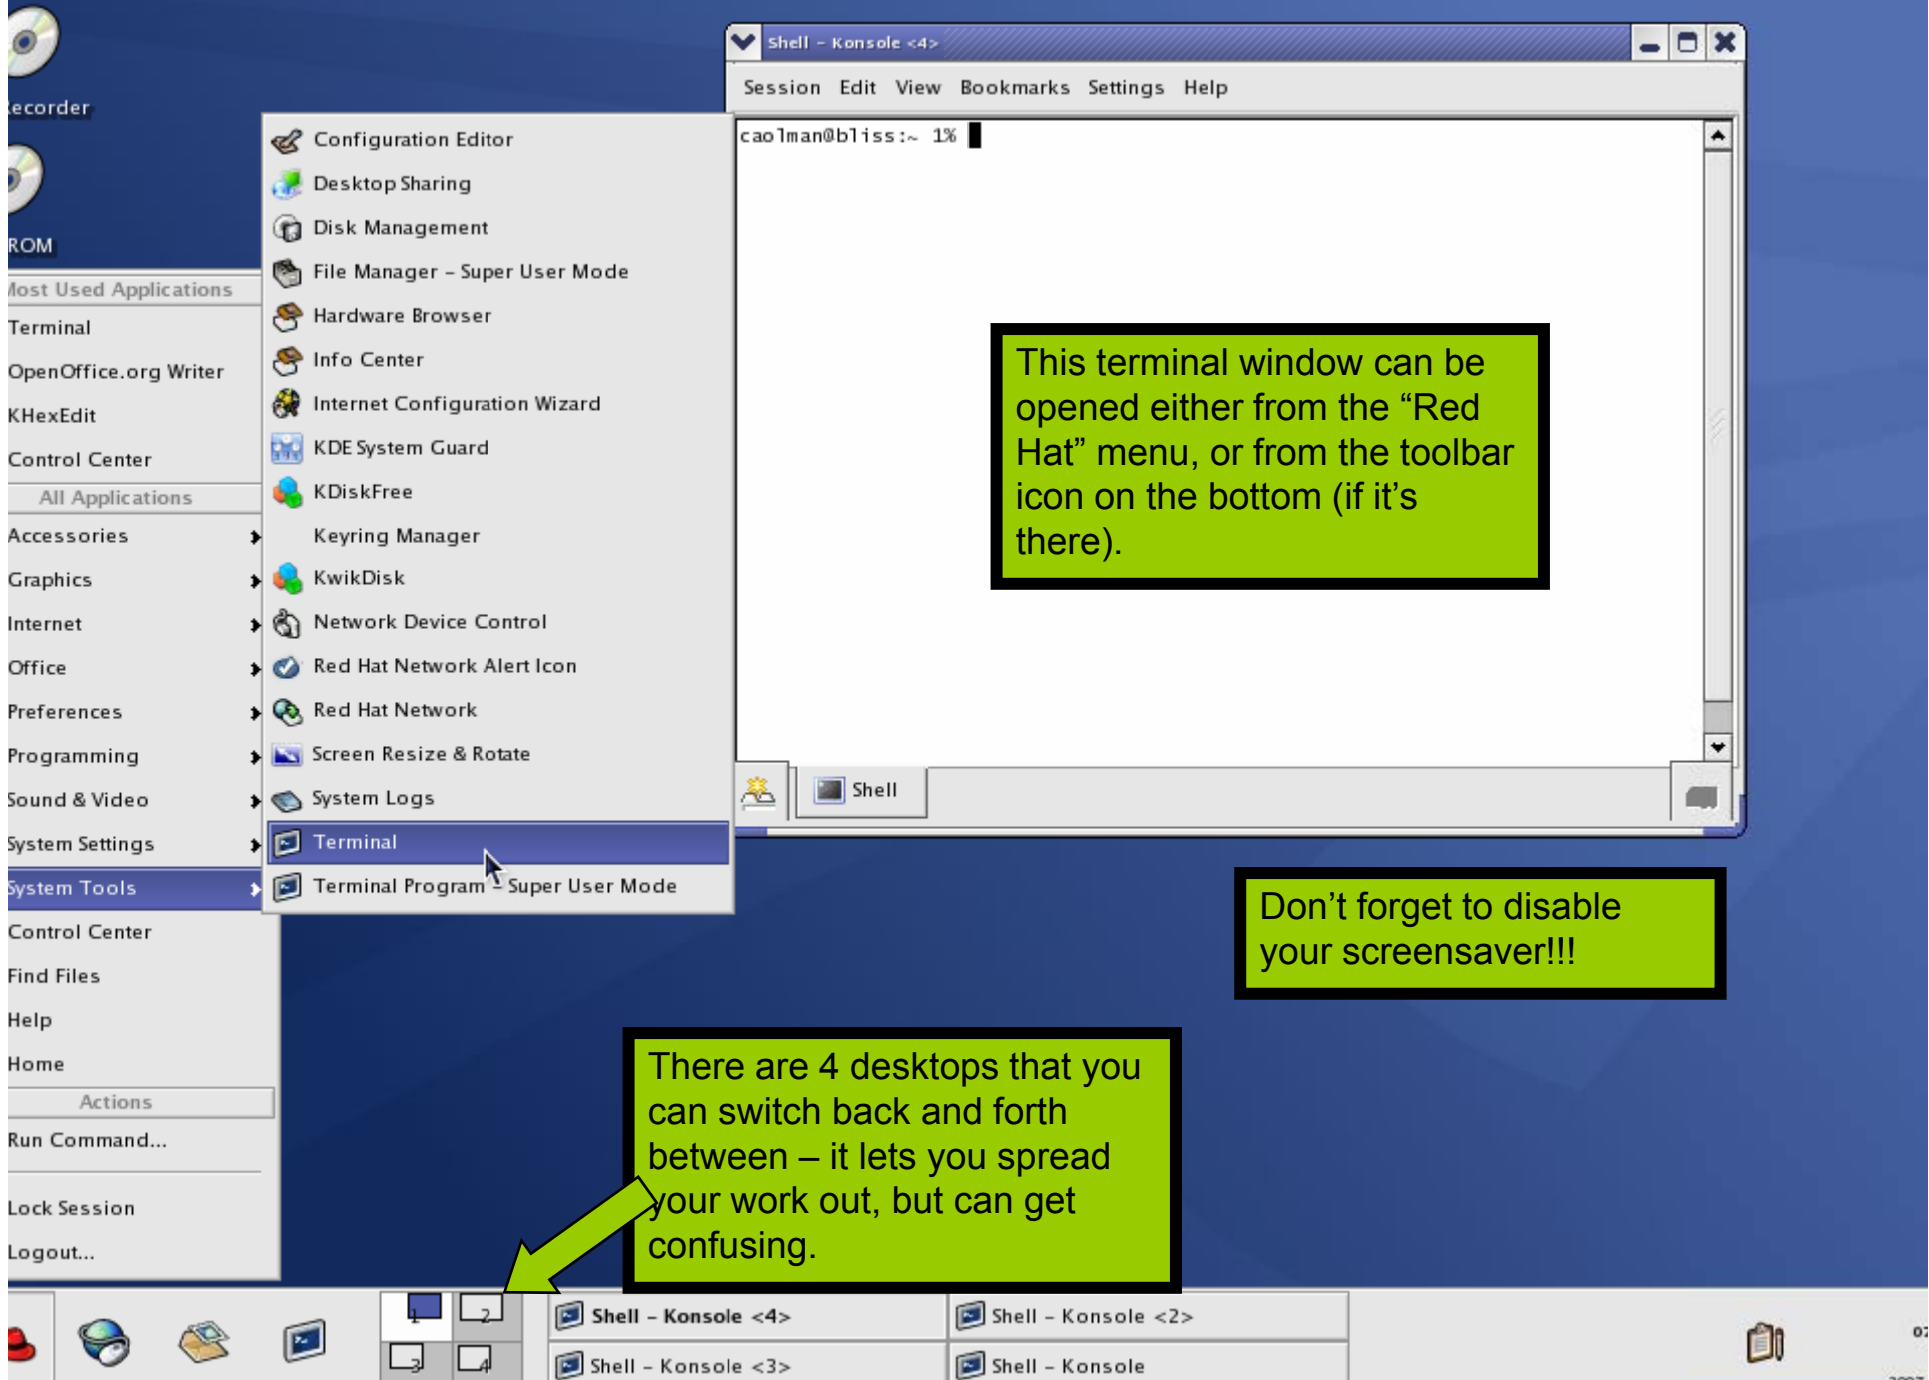 Recorder
ROM
Shell – Konsole <4>
Session Edit View Bookmarks Settings Help
caolman@bliss:~ 1%
Shell
Most Used Applications
Terminal
OpenOffice.org Writer
KHexEdit
Control Center
All Applications
Accessories
Graphics
Internet
Office
Preferences
Programming
Sound & Video
System Settings
System Tools
Control Center
Find Files
Help
Home
Actions
Run Command...
Lock Session
Logout...
Configuration Editor
Desktop Sharing
Disk Management
File Manager – Super User Mode
Hardware Browser
Info Center
Internet Configuration Wizard
KDE System Guard
KDiskFree
Keyring Manager
KwikDisk
Network Device Control
Red Hat Network Alert Icon
Red Hat Network
Screen Resize & Rotate
System Logs
Terminal
Terminal Program – Super User Mode
This terminal window can be
opened either from the “Red
Hat” menu, or from the toolbar
icon on the bottom (if it’s
there).
Don’t forget to disable
your screensaver!!!
There are 4 desktops that you
can switch back and forth
between – it lets you spread
your work out, but can get
confusing.
1 2
3 4
Shell – Konsole <4>
Shell – Konsole <2>
Shell – Konsole <3>
Shell – Konsole